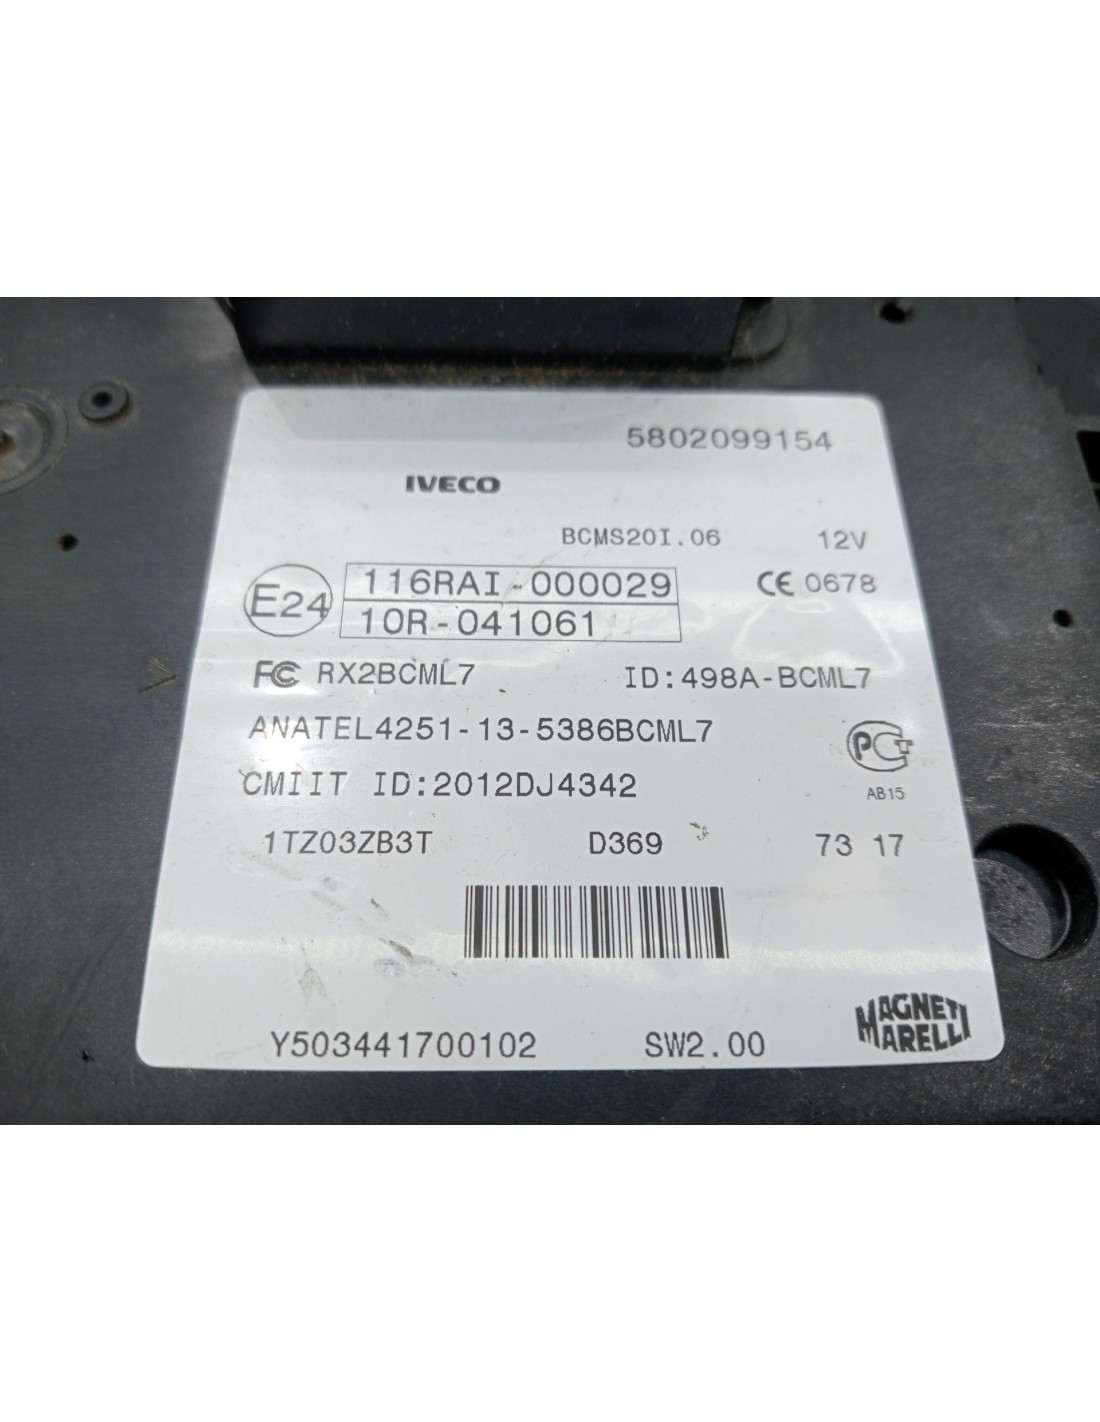 5802099154
IVECO
BCMS20I.06 12V
E24 116RAI-000029 CE 0678
10R-041061
FC RX2BCML7 ID:498A-BCML7
ANATEL4251-13-5386BCML7
PCT
CMIIT ID:2012DJ4342 AB15
1TZ03ZB3T D369 73 17
Y503441700102 SW2.00
MAGNETI MARELLI